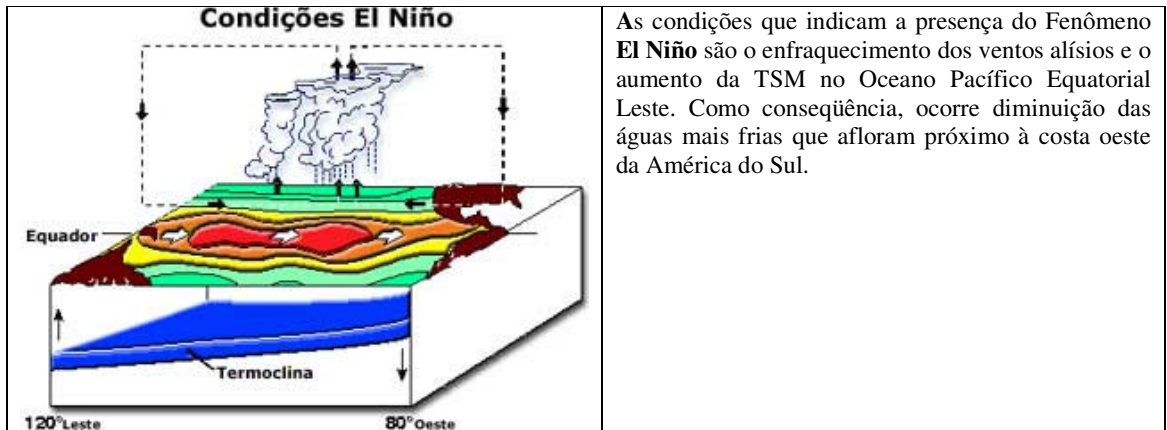 Condições El Niño
Equador
Termoclina
120°Leste
80°Oeste
As condições que indicam a presença do Fenômeno
El Niño são o enfraquecimento dos ventos alísios e o
aumento da TSM no Oceano Pacífico Equatorial
Leste. Como conseqüência, ocorre diminuição das
águas mais frias que afloram próximo à costa oeste
da América do Sul.